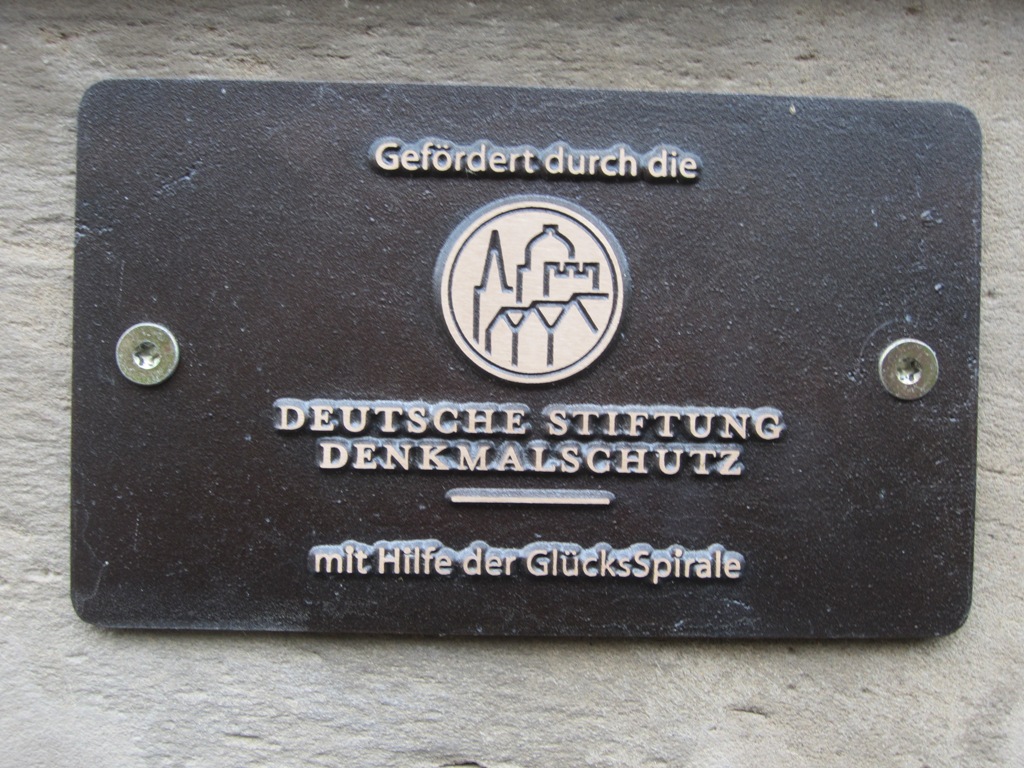 Gefördert durch die
DEUTSCHE STIFTUNG
DENKMALSCHUTZ
mit Hilfe der GlücksSpirale